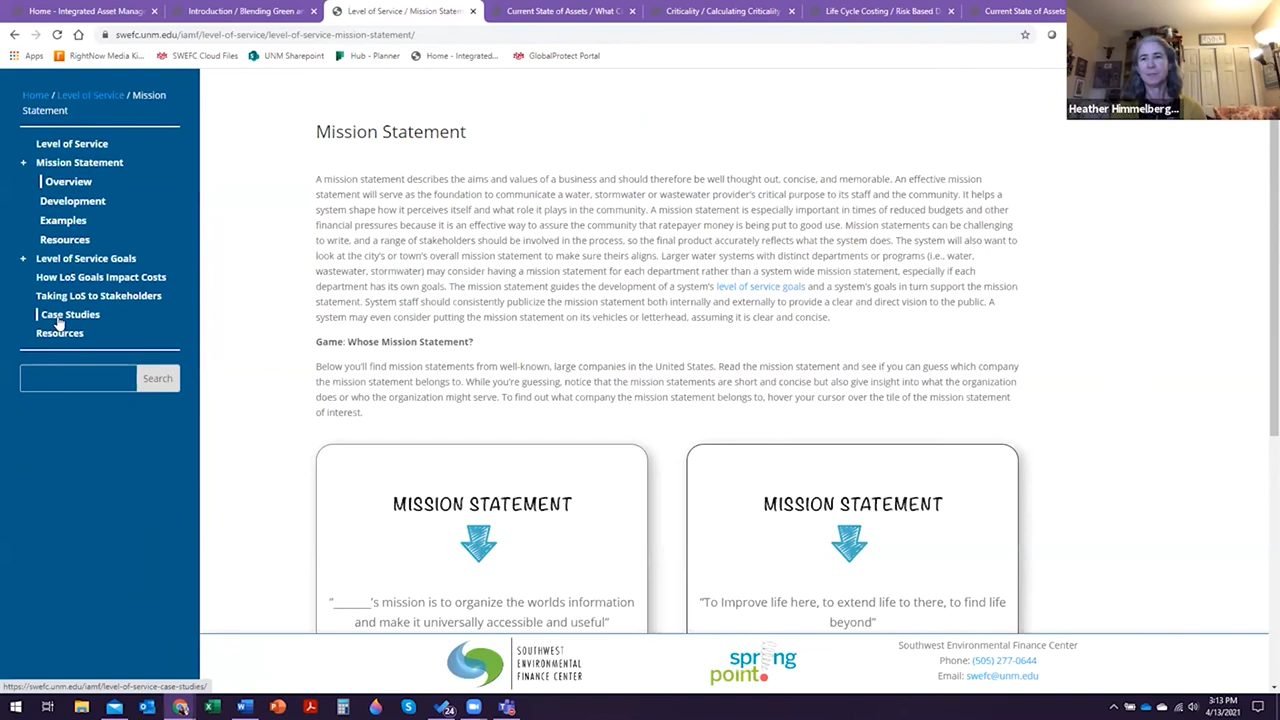 Home - Integrated Asset Manag
Introduction / Blending Green an
Level of Service / Mission Statem
Current State of Assets / What C
Criticality / Calculating Criticality
Life Cycle Costing / Risk Based D
Current State of Assets
swefc.unm.edu/iamf/level-of-service/level-of-service-mission-statement/
Apps
RightNow Media Ki...
SWEFC Cloud Files
UNM Sharepoint
Hub - Planner
Home - Integrated...
GlobalProtect Portal
Heather Himmelberg...
Home / Level of Service / Mission
Statement
Level of Service
+ Mission Statement
Overview
Development
Examples
Resources
+ Level of Service Goals
How LoS Goals Impact Costs
Taking LoS to Stakeholders
Case Studies
Resources
Search
Mission Statement
A mission statement describes the aims and values of a business and should therefore be well thought out, concise, and memorable. An effective mission
statement will serve as the foundation to communicate a water, stormwater or wastewater provider's critical purpose to its staff and the community. It helps a
system shape how it perceives itself and what role it plays in the community. A mission statement is especially important in times of reduced budgets and other
financial pressures because it is an effective way to assure the community that ratepayer money is being put to good use. Mission statements can be challenging
to write, and a range of stakeholders should be involved in the process, so the final product accurately reflects what the system does. The system will also want to
look at the city's or town's overall mission statement to make sure theirs aligns. Larger water systems with distinct departments or programs (i.e., water,
wastewater, stormwater) may consider having a mission statement for each department rather than a system wide mission statement, especially if each
department has its own goals. The mission statement guides the development of a system's level of service goals and a system's goals in turn support the mission
statement. System staff should consistently publicize the mission statement both internally and externally to provide a clear and direct vision to the public. A
system may even consider putting the mission statement on its vehicles or letterhead, assuming it is clear and concise.
Game: Whose Mission Statement?
Below you'll find mission statements from well-known, large companies in the United States. Read the mission statement and see if you can guess which company
the mission statement belongs to. While you're guessing, notice that the mission statements are short and concise but also give insight into what the organization
does or who the organization might serve. To find out what company the mission statement belongs to, hover your cursor over the tile of the mission statement
of interest.
MISSION STATEMENT
"______'s mission is to organize the worlds information
and make it universally accessible and useful"
MISSION STATEMENT
"To Improve life here, to extend life to there, to find life
beyond"
SOUTHWEST
ENVIRONMENTAL
FINANCE CENTER
spring
point.
Southwest Environmental Finance Center
Phone: (505) 277-0644
Email: swefc@unm.edu
https://swefc.unm.edu/iamf/level-of-service-case-studies/
24
3:13 PM
4/13/2021